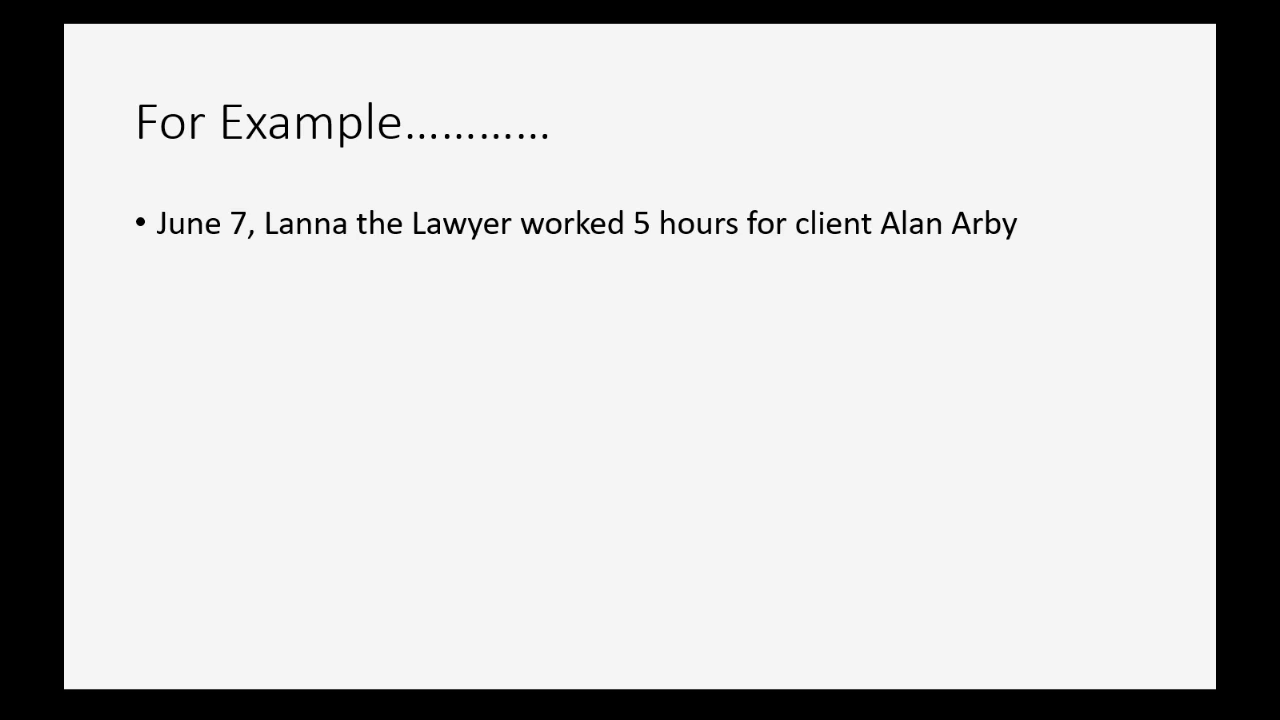 For Example…………
• June 7, Lanna the Lawyer worked 5 hours for client Alan Arby